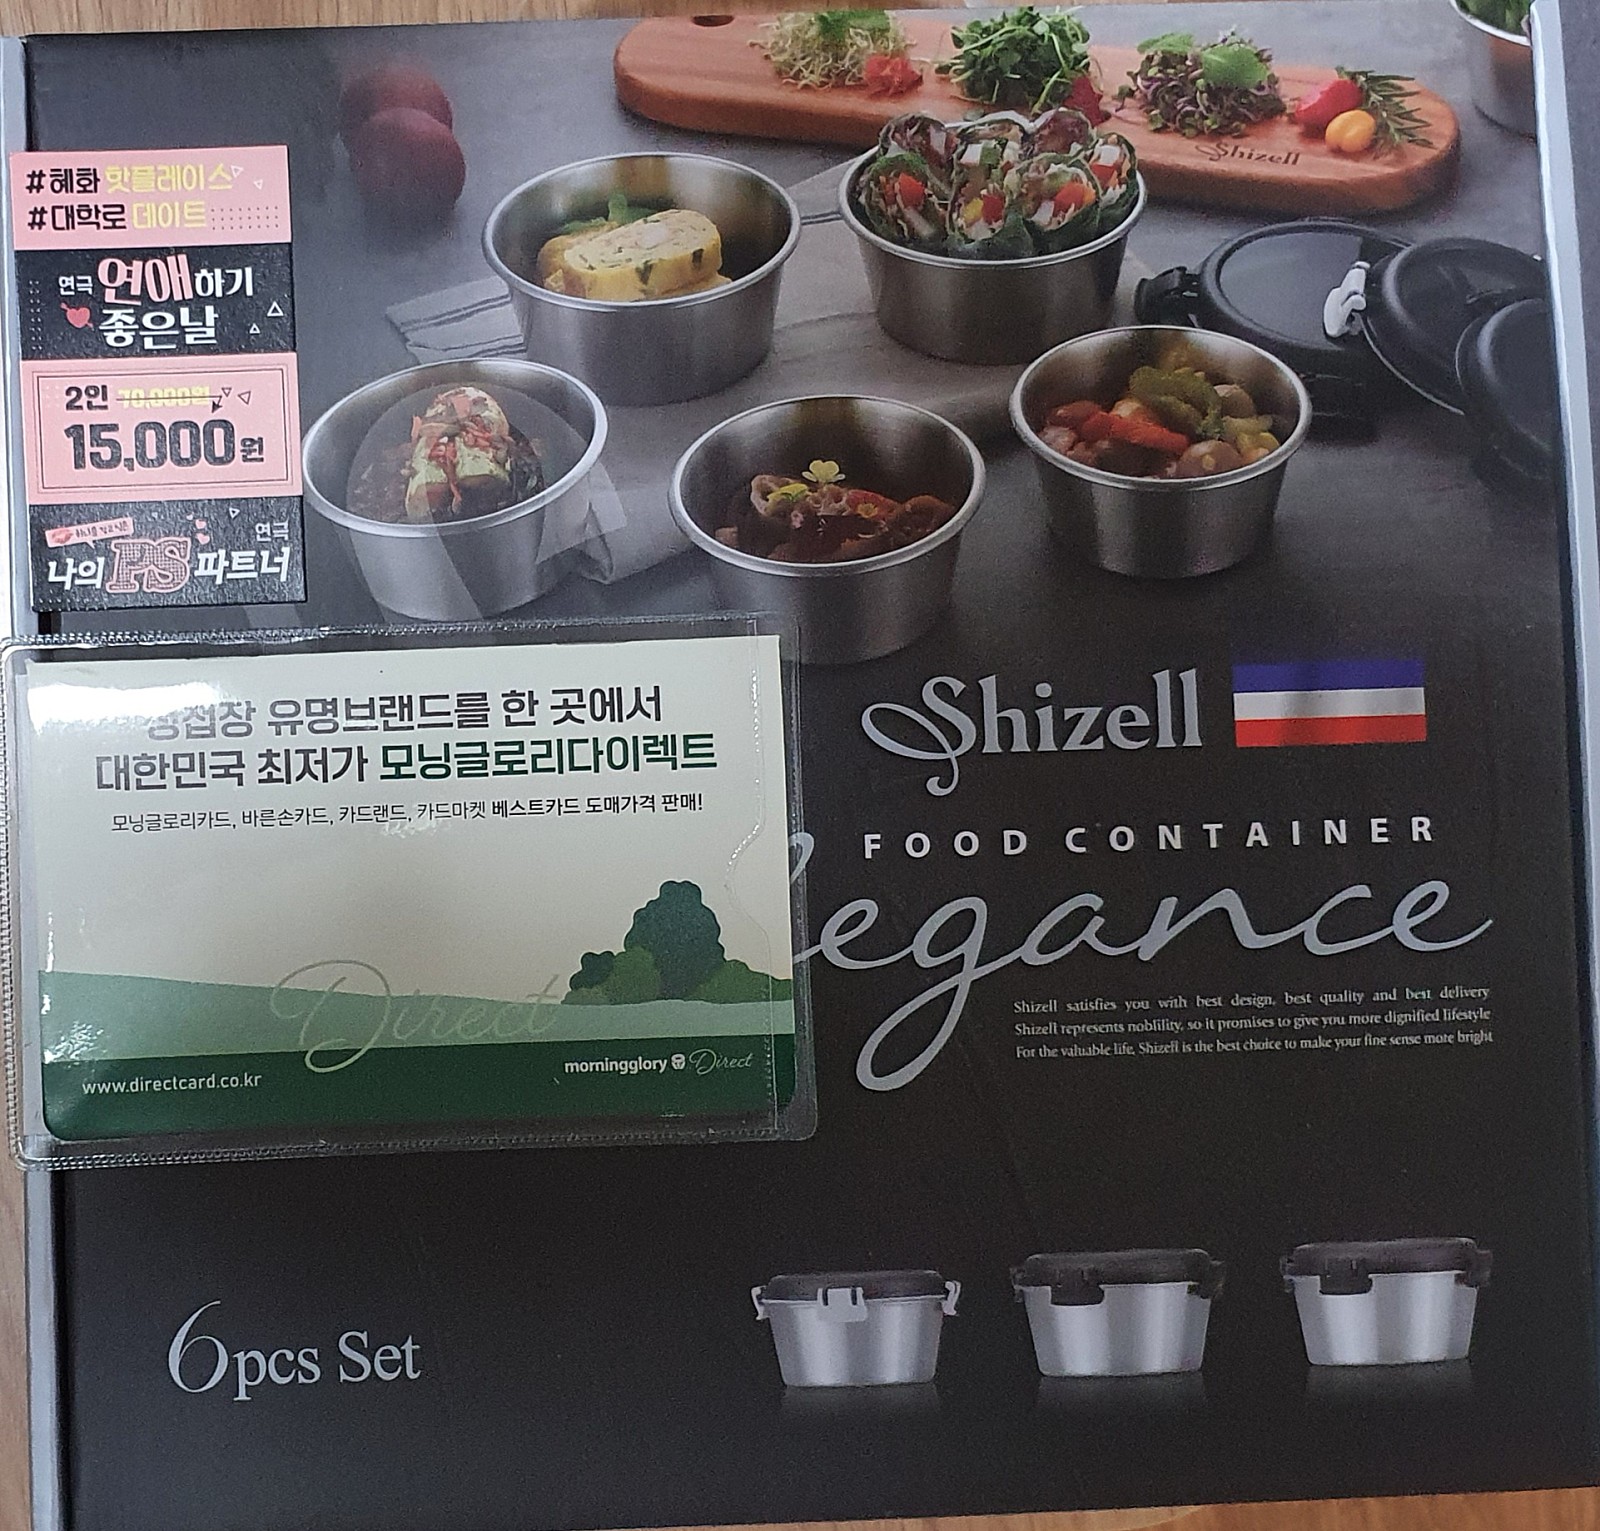 Shizell
#혜화 핫플레이스
#대학로 데이트
연극 연애하기
좋은날
2인 70,000원
15,000원
연극
나의 PS 파트너
유명브랜드를 한 곳에서
대한민국 최저가 모닝글로리다이렉트
모닝글로리카드, 바른손카드, 카드랜드, 카드마켓 베스트카드 도매가격 판매!
Direct
www.directcard.co.kr
morningglory Direct
Shizell
FOOD CONTAINER
legance
Shizell satisfies you with best design, best quality and best delivery
Shizell represents noblility, so it promises to give you more dignified lifestyle
For the valuable life, Shizell is the best choice to make your fine sense more bright
6pcs Set